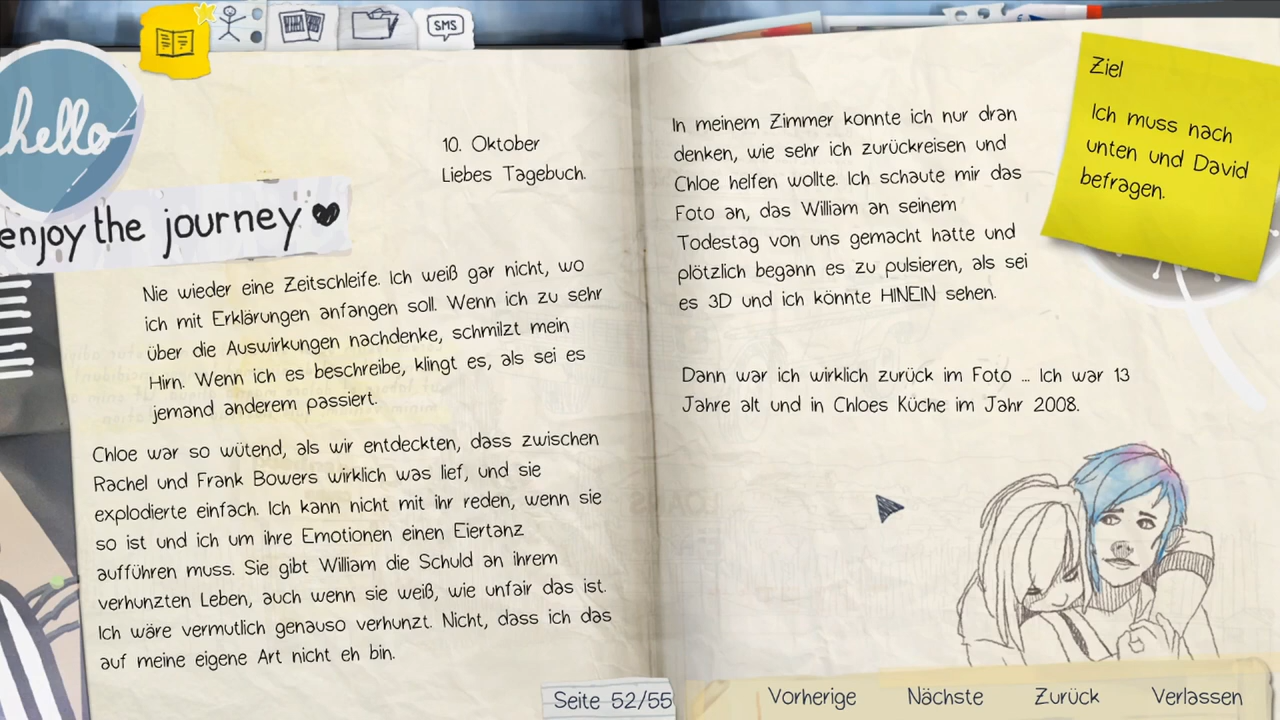 SMS
hello
enjoy the journey
10. Oktober
Liebes Tagebuch.
Nie wieder eine Zeitschleife. Ich weiß gar nicht, wo
ich mit Erklärungen anfangen soll. Wenn ich zu sehr
über die Auswirkungen nachdenke, schmilzt mein
Hirn. Wenn ich es beschreibe, klingt es, als sei es
jemand anderem passiert.
Chloe war so wütend, als wir entdeckten, dass zwischen
Rachel und Frank Bowers wirklich was lief, und sie
explodierte einfach. Ich kann nicht mit ihr reden, wenn sie
so ist und ich um ihre Emotionen einen Eiertanz
aufführen muss. Sie gibt William die Schuld an ihrem
verhunzten Leben, auch wenn sie weiß, wie unfair das ist.
Ich wäre vermutlich genauso verhunzt. Nicht, dass ich das
auf meine eigene Art nicht eh bin.
In meinem Zimmer konnte ich nur dran
denken, wie sehr ich zurückreisen und
Chloe helfen wollte. Ich schaute mir das
Foto an, das William an seinem
Todestag von uns gemacht hatte und
plötzlich begann es zu pulsieren, als sei
es 3D und ich könnte HINEIN sehen.
Dann war ich wirklich zurück im Foto ... Ich war 13
Jahre alt und in Chloes Küche im Jahr 2008.
Ziel
Ich muss nach
unten und David
befragen.
Seite 52/55
Vorherige Nächste Zurück Verlassen